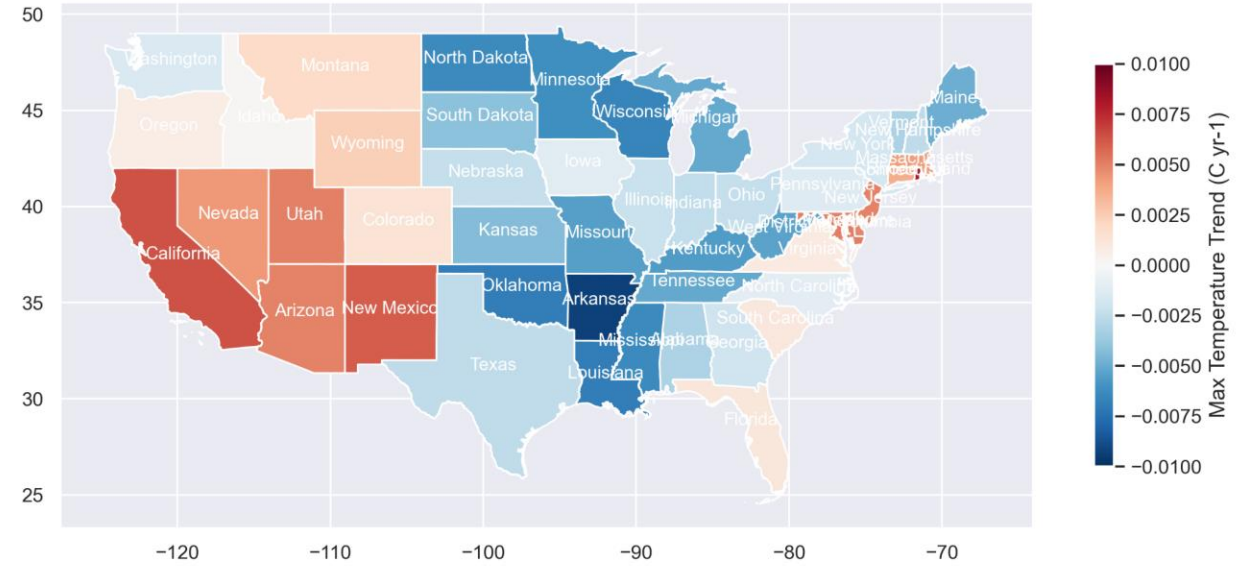 50
45
40
35
30
25
−120
−110
−100
−90
−80
−70
Washington
Oregon
Idaho
Montana
Wyoming
California
Nevada
Utah
Colorado
Arizona
New Mexico
North Dakota
South Dakota
Nebraska
Kansas
Oklahoma
Texas
Minnesota
Iowa
Missouri
Arkansas
Louisiana
Wisconsin
Illinois
Michigan
Indiana
Ohio
Kentucky
Tennessee
Mississippi
Alabama
Georgia
Florida
South Carolina
North Carolina
Virginia
West Virginia
Pennsylvania
New York
New Jersey
Vermont
New Hampshire
Maine
Massachusetts
0.0100
0.0075
0.0050
0.0025
0.0000
−0.0025
−0.0050
−0.0075
−0.0100
Max Temperature Trend (C yr-1)